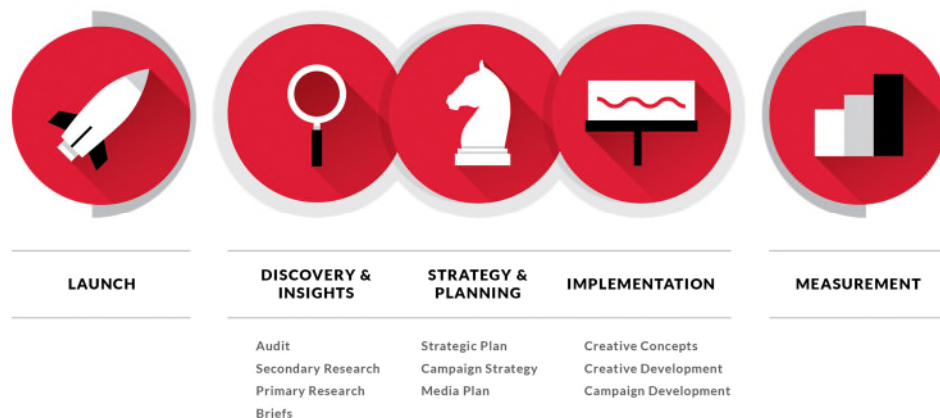 LAUNCH
DISCOVERY &
INSIGHTS
STRATEGY &
PLANNING
IMPLEMENTATION
MEASUREMENT
Audit
Secondary Research
Primary Research
Briefs
Strategic Plan
Campaign Strategy
Media Plan
Creative Concepts
Creative Development
Campaign Development